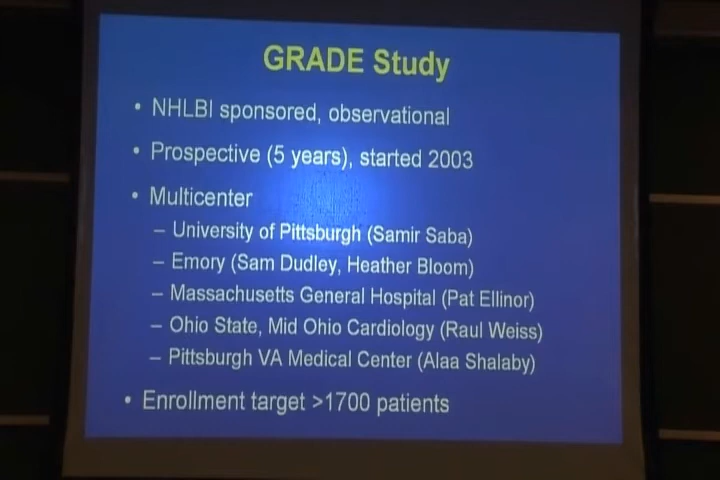 GRADE Study
• NHLBI sponsored, observational
• Prospective (5 years), started 2003
• Multicenter
– University of Pittsburgh (Samir Saba)
– Emory (Sam Dudley, Heather Bloom)
– Massachusetts General Hospital (Pat Ellinor)
– Ohio State, Mid Ohio Cardiology (Raul Weiss)
– Pittsburgh VA Medical Center (Alaa Shalaby)
• Enrollment target >1700 patients